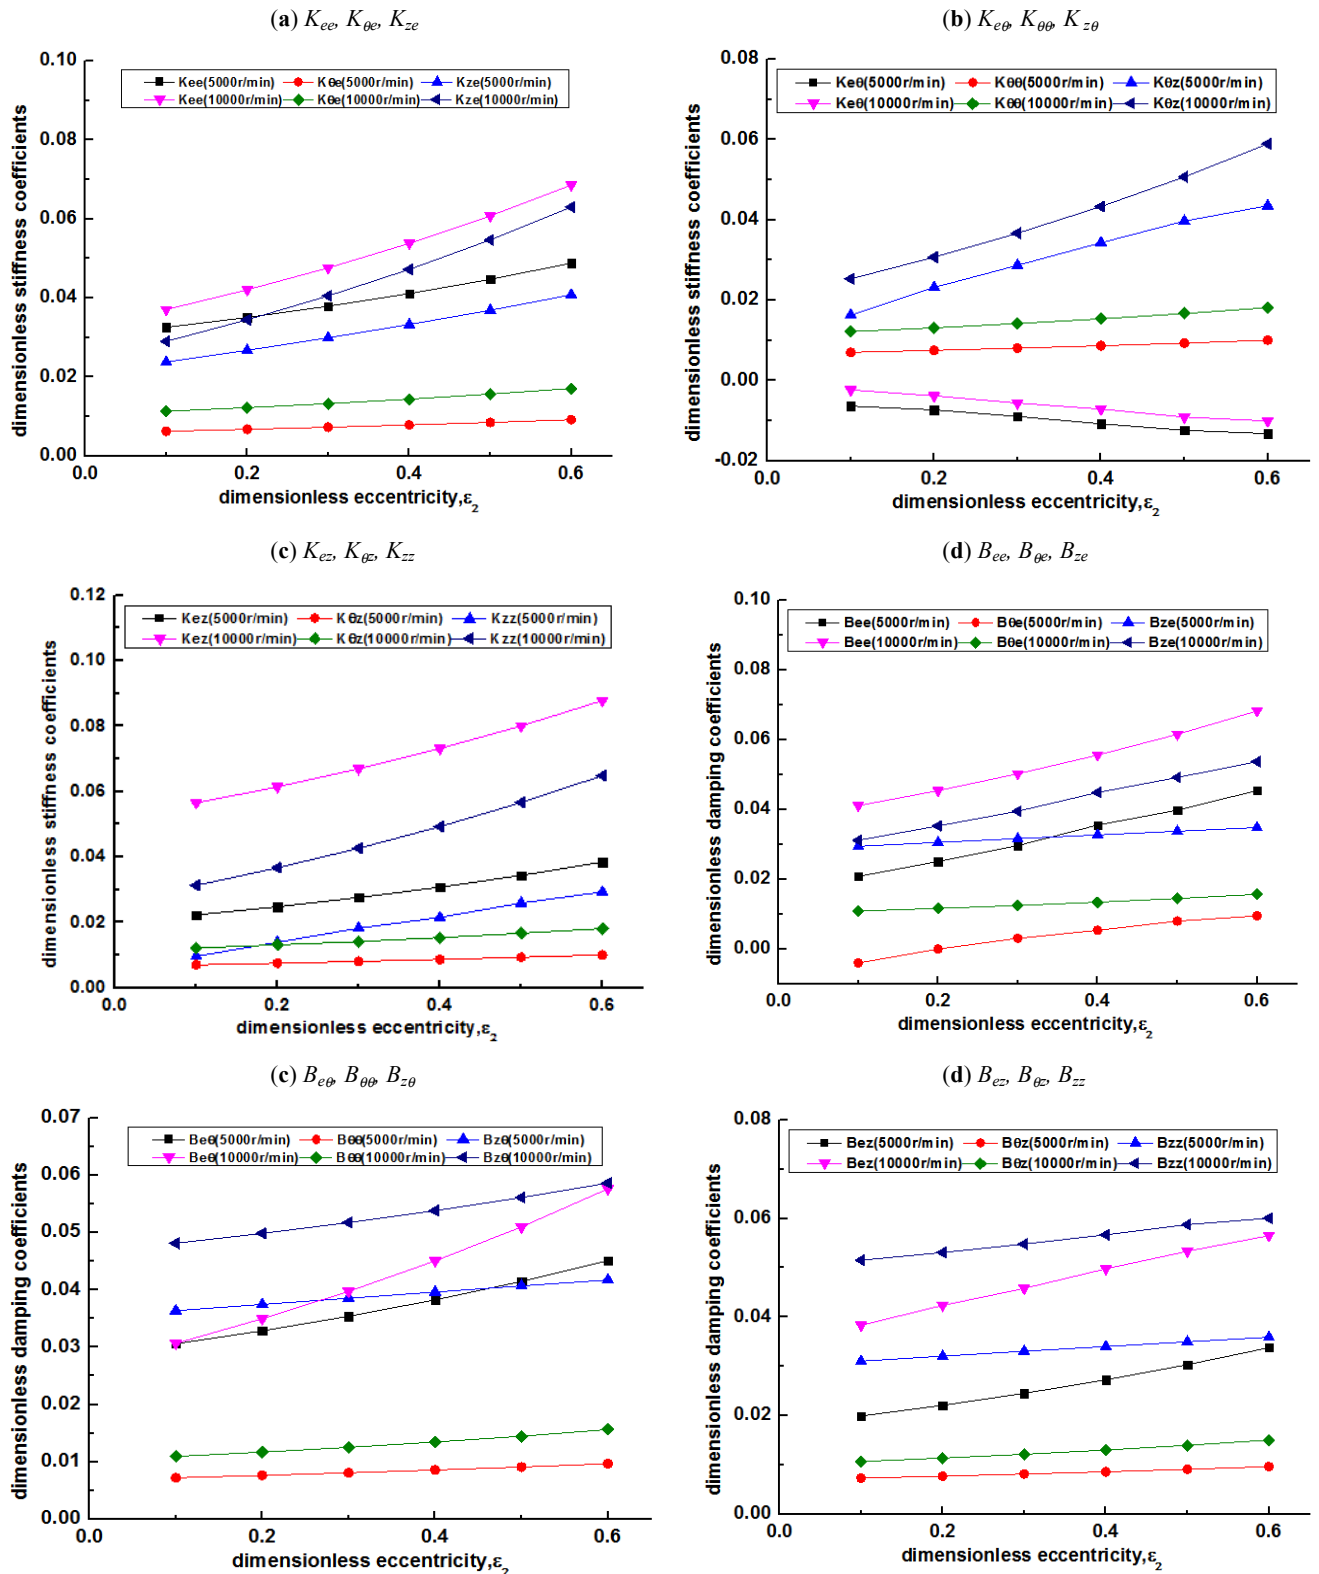 (a) Kee, Kθe, Kze
0.10
0.08
0.06
0.04
0.02
0.00
Kee(5000r/min) Kθe(5000r/min) Kze(5000r/min)
Kee(10000r/min) Kθe(10000r/min) Kze(10000r/min)
dimensionless stiffness coefficients
0.0 0.2 0.4 0.6
dimensionless eccentricity,ε2
(b) Keθ, Kθθ, Kzθ
0.08
0.06
0.04
0.02
0.00
-0.02
Keθ(5000r/min) Kθθ(5000r/min) Kθz(5000r/min)
Keθ(10000r/min) Kθθ(10000r/min) Kθz(10000r/min)
dimensionless stiffness coefficients
0.0 0.2 0.4 0.6
dimensionless eccentricity,ε2
(c) Kez, Kθz, Kzz
0.12
0.10
0.08
0.06
0.04
0.02
0.00
Kez(5000r/min) Kθz(5000r/min) Kzz(5000r/min)
Kez(10000r/min) Kθz(10000r/min) Kzz(10000r/min)
dimensionless stiffness coefficients
0.0 0.2 0.4 0.6
dimensionless eccentricity,ε2
(d) Bee, Bθe, Bze
0.10
0.08
0.06
0.04
0.02
0.00
Bee(5000r/min) Bθe(5000r/min) Bze(5000r/min)
Bee(10000r/min) Bθe(10000r/min) Bze(10000r/min)
dimensionless damping coefficients
0.0 0.2 0.4 0.6
dimensionless eccentricity,ε2
(c) Beθ, Bθθ, Bzθ
0.07
0.06
0.05
0.04
0.03
0.02
0.01
0.00
Beθ(5000r/min) Bθθ(5000r/min) Bzθ(5000r/min)
Beθ(10000r/min) Bθθ(10000r/min) Bzθ(10000r/min)
dimensionless damping coefficients
0.0 0.2 0.4 0.6
dimensionless eccentricity,ε2
(d) Bez, Bθz, Bzz
0.08
0.06
0.04
0.02
0.00
Bez(5000r/min) Bθz(5000r/min) Bzz(5000r/min)
Bez(10000r/min) Bθz(10000r/min) Bzz(10000r/min)
dimensionless damping coefficients
0.0 0.2 0.4 0.6
dimensionless eccentricity,ε2